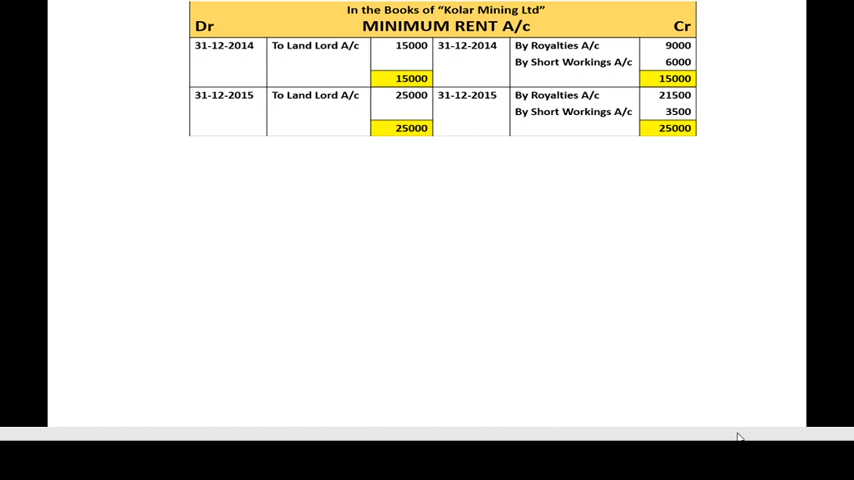 In the Books of "Kolar Mining Ltd"
Dr MINIMUM RENT A/c Cr
31-12-2014 To Land Lord A/c 15000 31-12-2014 By Royalties A/c 9000
By Short Workings A/c 6000
15000 15000
31-12-2015 To Land Lord A/c 25000 31-12-2015 By Royalties A/c 21500
By Short Workings A/c 3500
25000 25000